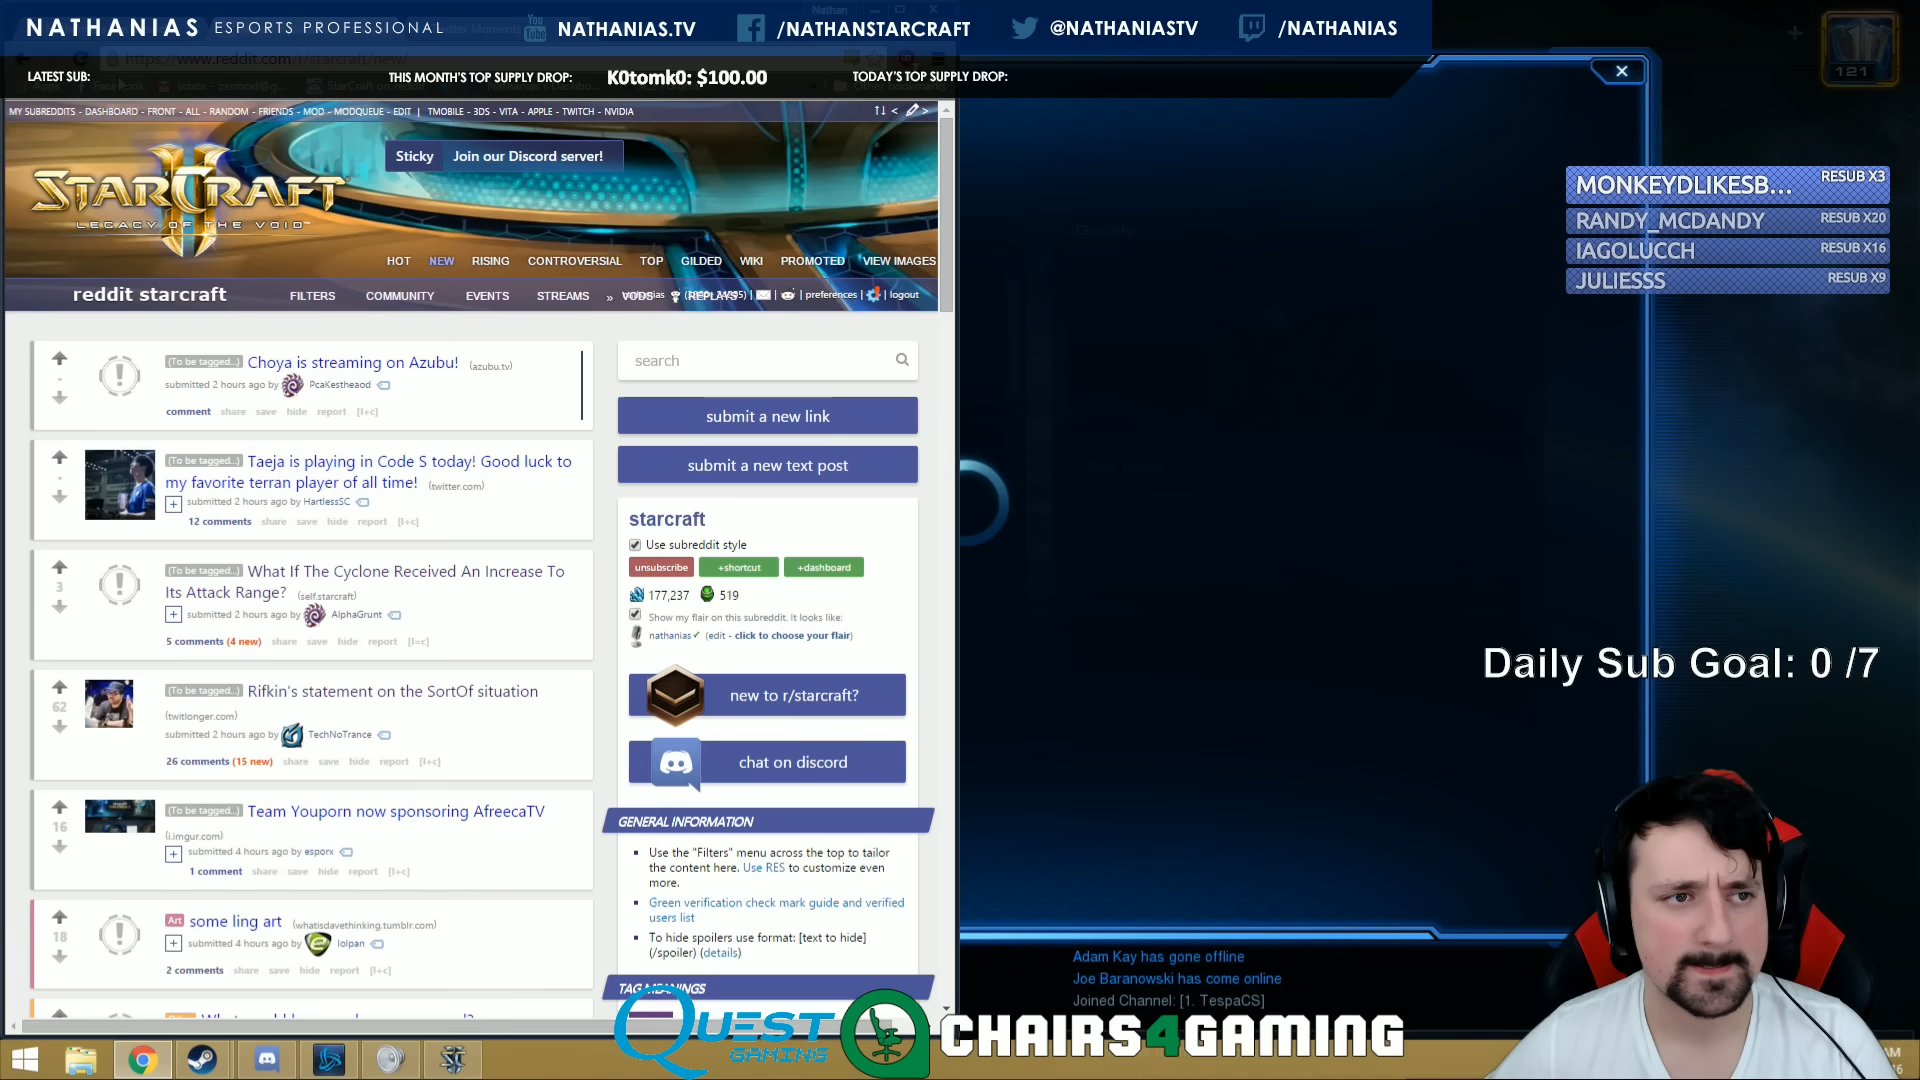 NATHANIAS ESPORTS PROFESSIONAL
You Tube NATHANIAS.TV
/NATHANSTARCRAFT
@NATHANIASTV
/NATHANIAS
https://www.reddit.com/r/starcraft/new/
LATEST SUB:
THIS MONTH'S TOP SUPPLY DROP: K0tomk0: $100.00
TODAY'S TOP SUPPLY DROP:
121
MY SUBREDDITS - DASHBOARD - FRONT - ALL - RANDOM - FRIENDS - MOD - MODQUEUE - EDIT | TMOBILE - 3DS - VITA - APPLE - TWITCH - NVIDIA
Sticky Join our Discord server!
STARCRAFT II
LEGACY OF THE VOID
HOT NEW RISING CONTROVERSIAL TOP GILDED WIKI PROMOTED VIEW IMAGES
reddit starcraft
FILTERS COMMUNITY EVENTS STREAMS » VODS REPLAYS
| preferences | | logout
(To be tagged...) Choya is streaming on Azubu! (azubu.tv)
submitted 2 hours ago by PcaKestheaod
comment share save hide report [l+c]
(To be tagged...) Taeja is playing in Code S today! Good luck to
my favorite terran player of all time! (twitter.com)
submitted 2 hours ago by HartlessSC
12 comments share save hide report [l+c]
(To be tagged...) What If The Cyclone Received An Increase To
3 Its Attack Range? (self.starcraft)
submitted 2 hours ago by AlphaGrunt
5 comments (4 new) share save hide report [l=c]
(To be tagged...) Rifkin's statement on the SortOf situation
62 (twitlonger.com)
submitted 2 hours ago by TechNoTrance
26 comments (15 new) share save hide report [l+c]
(To be tagged...) Team Youporn now sponsoring AfreecaTV
16 (i.imgur.com)
submitted 4 hours ago by esporx
1 comment share save hide report [l+c]
Art some ling art (whatisdavethinking.tumblr.com)
18 submitted 4 hours ago by lolpan
2 comments share save hide report [l+c]
search
submit a new link
submit a new text post
starcraft
Use subreddit style
unsubscribe +shortcut +dashboard
177,237 519
Show my flair on this subreddit. It looks like:
nathanias ✓ (edit - click to choose your flair)
new to r/starcraft?
chat on discord
GENERAL INFORMATION
Use the "Filters" menu across the top to tailor
the content here. Use RES to customize even
more.
Green verification check mark guide and verified
users list
To hide spoilers use format: [text to hide]
(/spoiler) (details)
TAG MEANINGS
MONKEYDLIKESB... RESUB X3
RANDY_MCDANDY RESUB X20
IAGOLUCCH RESUB X16
JULIESSS RESUB X9
Daily Sub Goal: 0 /7
Adam Kay has gone offline
Joe Baranowski has come online
Joined Channel: [1. TespaCS]
QUEST GAMING
CHAIRS4GAMING